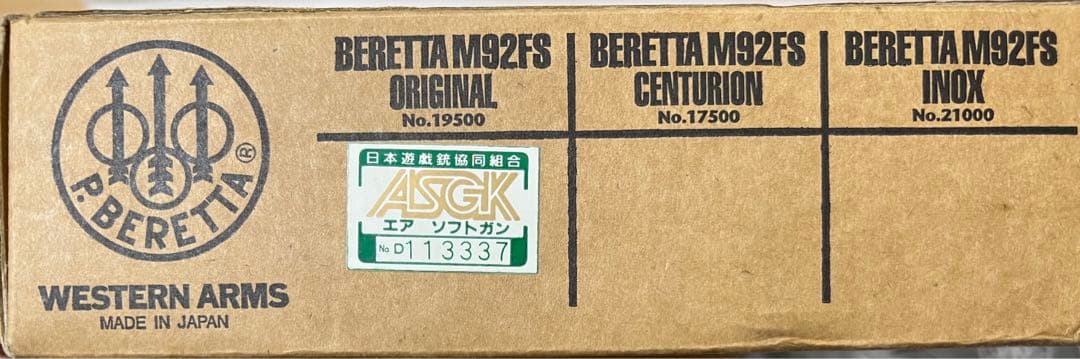 P. BERETTA ®
WESTERN ARMS
MADE IN JAPAN
BERETTA M92FS
ORIGINAL
No.19500
BERETTA M92FS
CENTURION
No.17500
BERETTA M92FS
INOX
No.21000
日本遊戯銃協同組合
ASGK
エア ソフトガン
No D113337